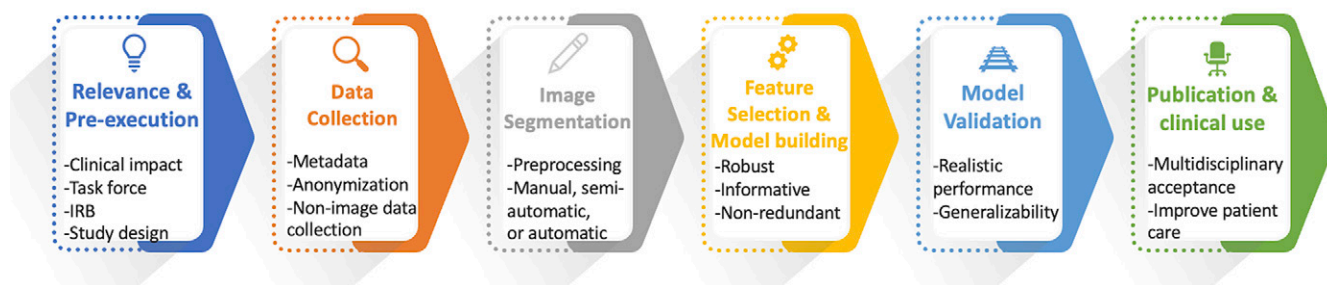 Relevance &
Pre-execution
-Clinical impact
-Task force
-IRB
-Study design
Data
Collection
-Metadata
-Anonymization
-Non-image data
collection
Image
Segmentation
-Preprocessing
-Manual, semi-
automatic,
or automatic
Feature
Selection &
Model building
-Robust
-Informative
-Non-redundant
Model
Validation
-Realistic
performance
-Generalizability
Publication &
clinical use
-Multidisciplinary
acceptance
-Improve patient
care